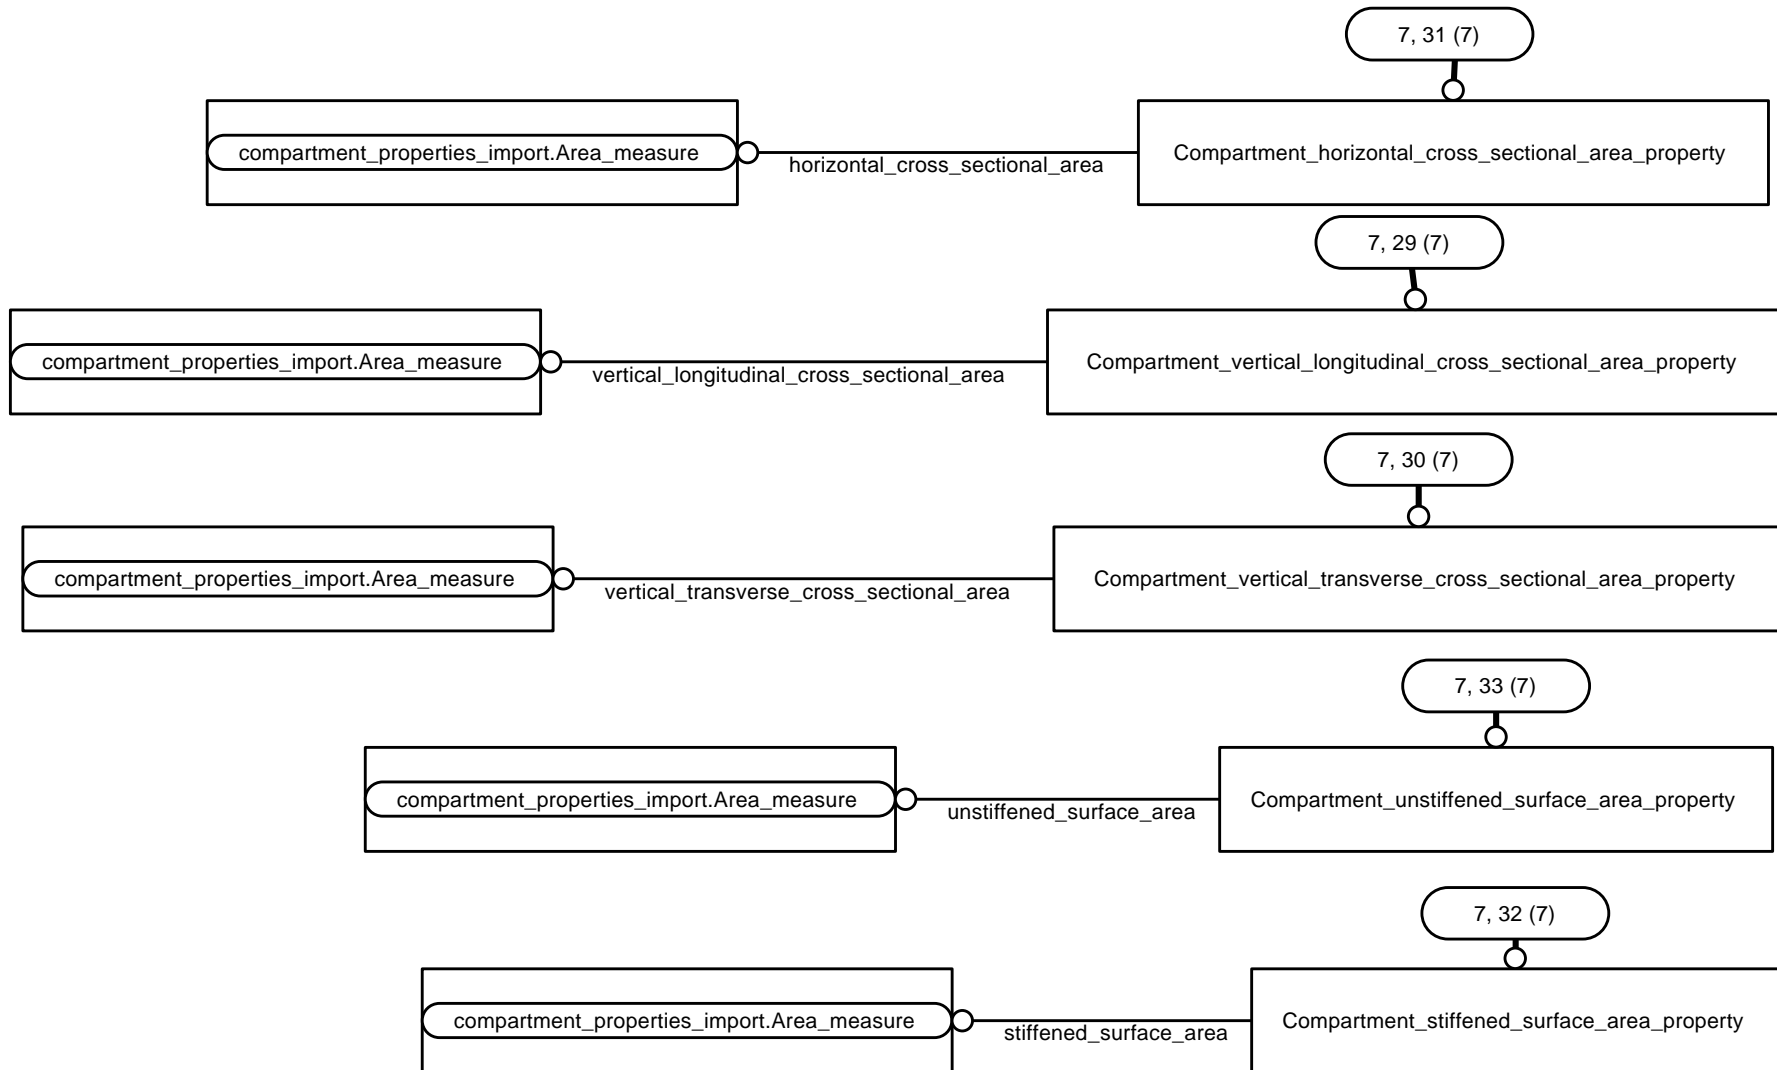 7, 31 (7)
compartment_properties_import.Area_measure
horizontal_cross_sectional_area
Compartment_horizontal_cross_sectional_area_property
7, 29 (7)
compartment_properties_import.Area_measure
vertical_longitudinal_cross_sectional_area
Compartment_vertical_longitudinal_cross_sectional_area_property
7, 30 (7)
compartment_properties_import.Area_measure
vertical_transverse_cross_sectional_area
Compartment_vertical_transverse_cross_sectional_area_property
7, 33 (7)
compartment_properties_import.Area_measure
unstiffened_surface_area
Compartment_unstiffened_surface_area_property
7, 32 (7)
compartment_properties_import.Area_measure
stiffened_surface_area
Compartment_stiffened_surface_area_property